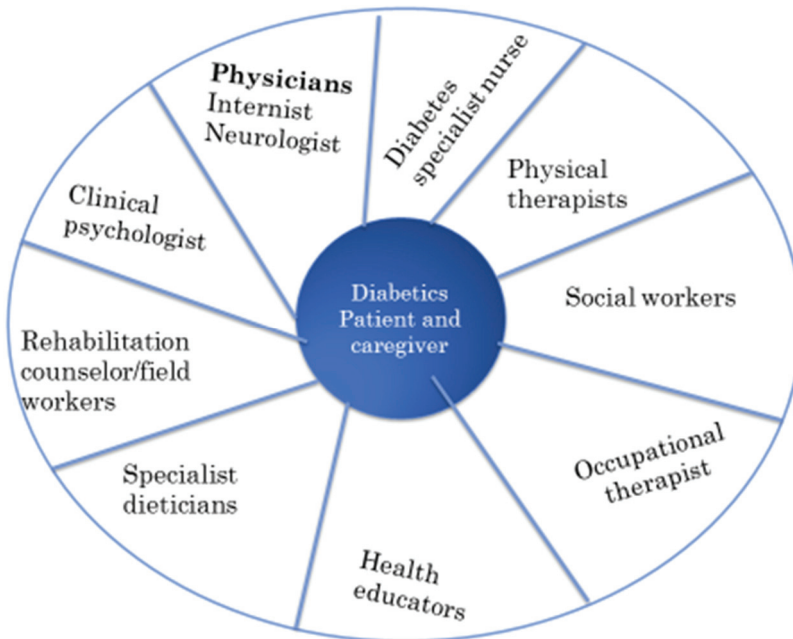 Physicians
Internist
Neurologist
Diabetes
specialist nurse
Physical
therapists
Social workers
Occupational
therapist
Health
educators
Specialist
dieticians
Rehabilitation
counselor/field
workers
Clinical
psychologist
Diabetics
Patient and
caregiver